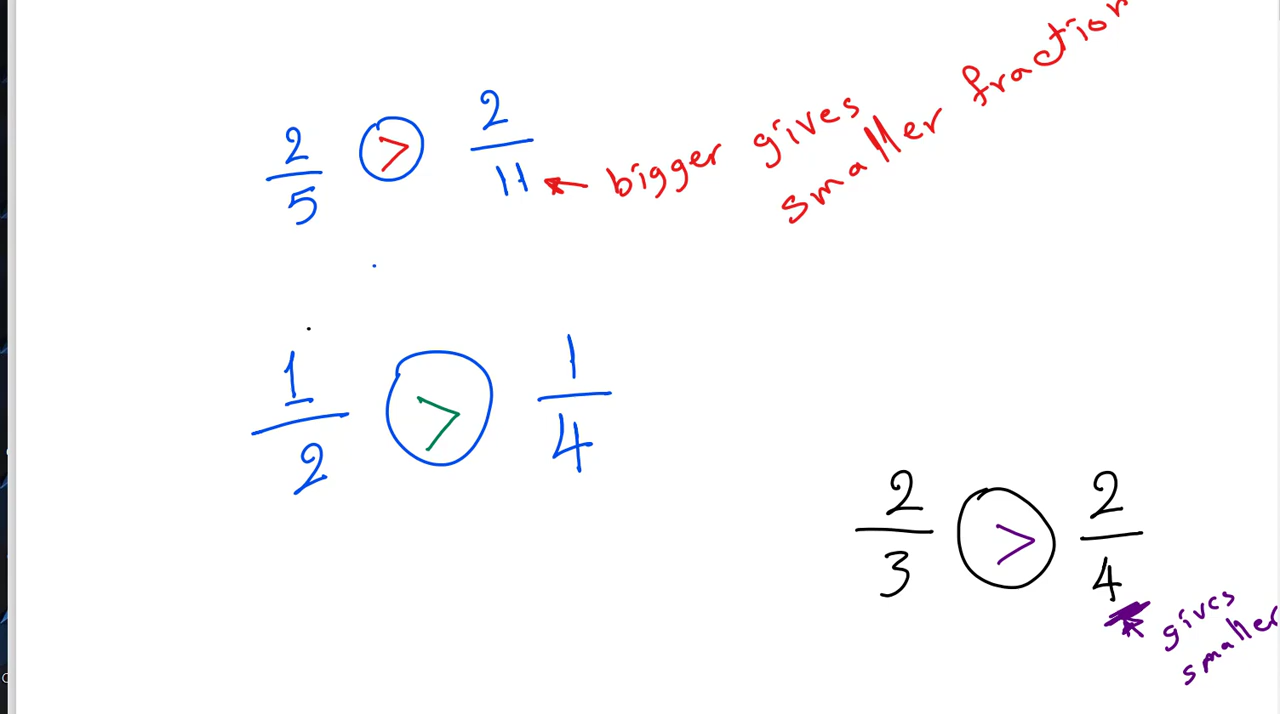 2/5 > 2/11 bigger gives
smaller fraction
1/2 > 1/4
2/3 > 2/4
gives
smaller